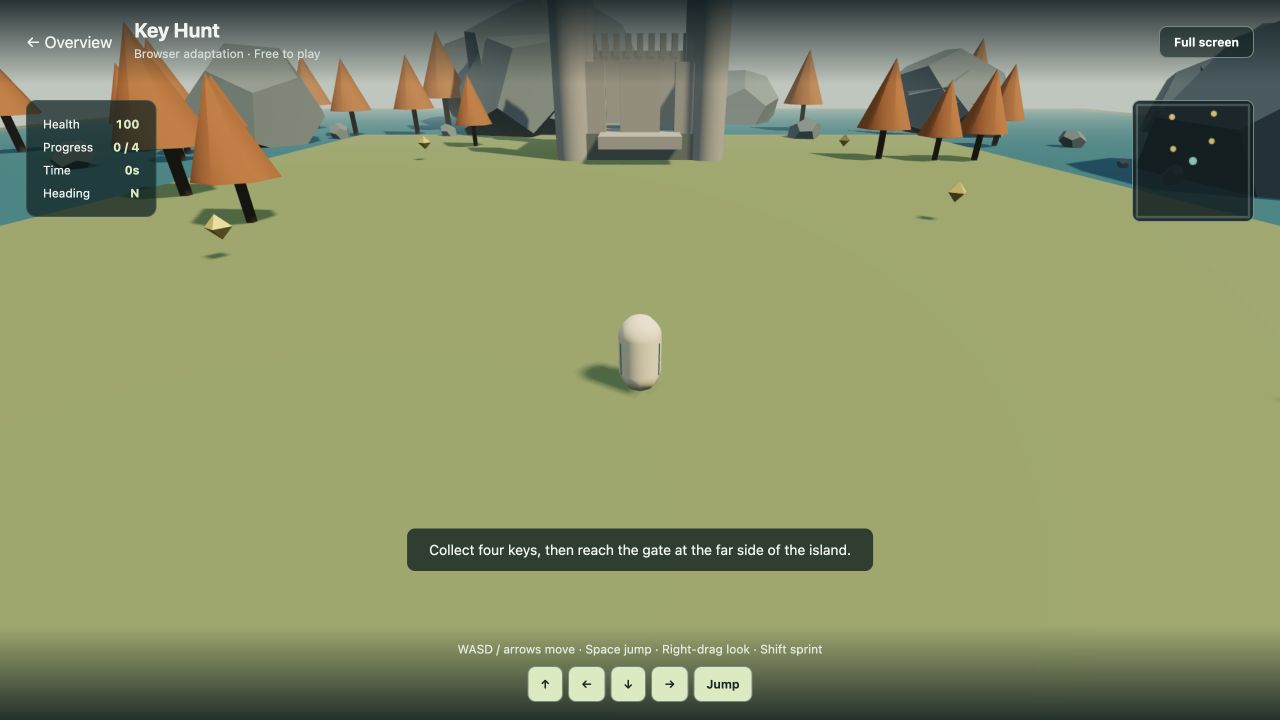 ← Overview
Key Hunt
Browser adaptation · Free to play
Full screen
Health 100
Progress 0 / 4
Time 0s
Heading N
Collect four keys, then reach the gate at the far side of the island.
WASD / arrows move · Space jump · Right-drag look · Shift sprint
↑ ← ↓ → Jump